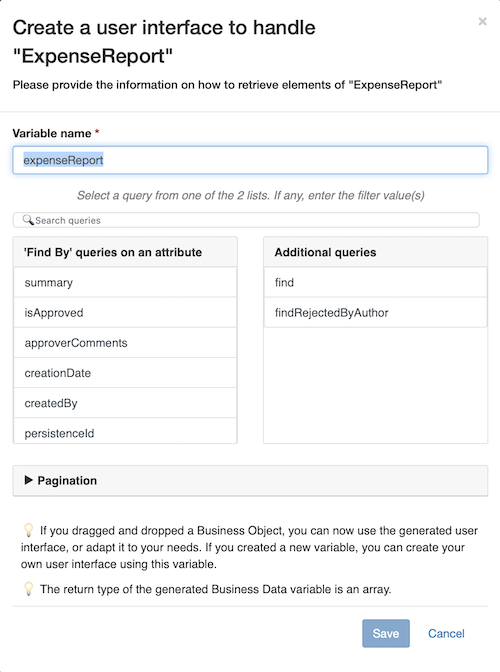 Create a user interface to handle
"ExpenseReport"
×
Please provide the information on how to retrieve elements of "ExpenseReport"
Variable name *
expenseReport
Select a query from one of the 2 lists. If any, enter the filter value(s)
Search queries
'Find By' queries on an attribute
summary
isApproved
approverComments
creationDate
createdBy
persistenceId
Additional queries
find
findRejectedByAuthor
Pagination
If you dragged and dropped a Business Object, you can now use the generated user
interface, or adapt it to your needs. If you created a new variable, you can create your
own user interface using this variable.
The return type of the generated Business Data variable is an array.
Save
Cancel